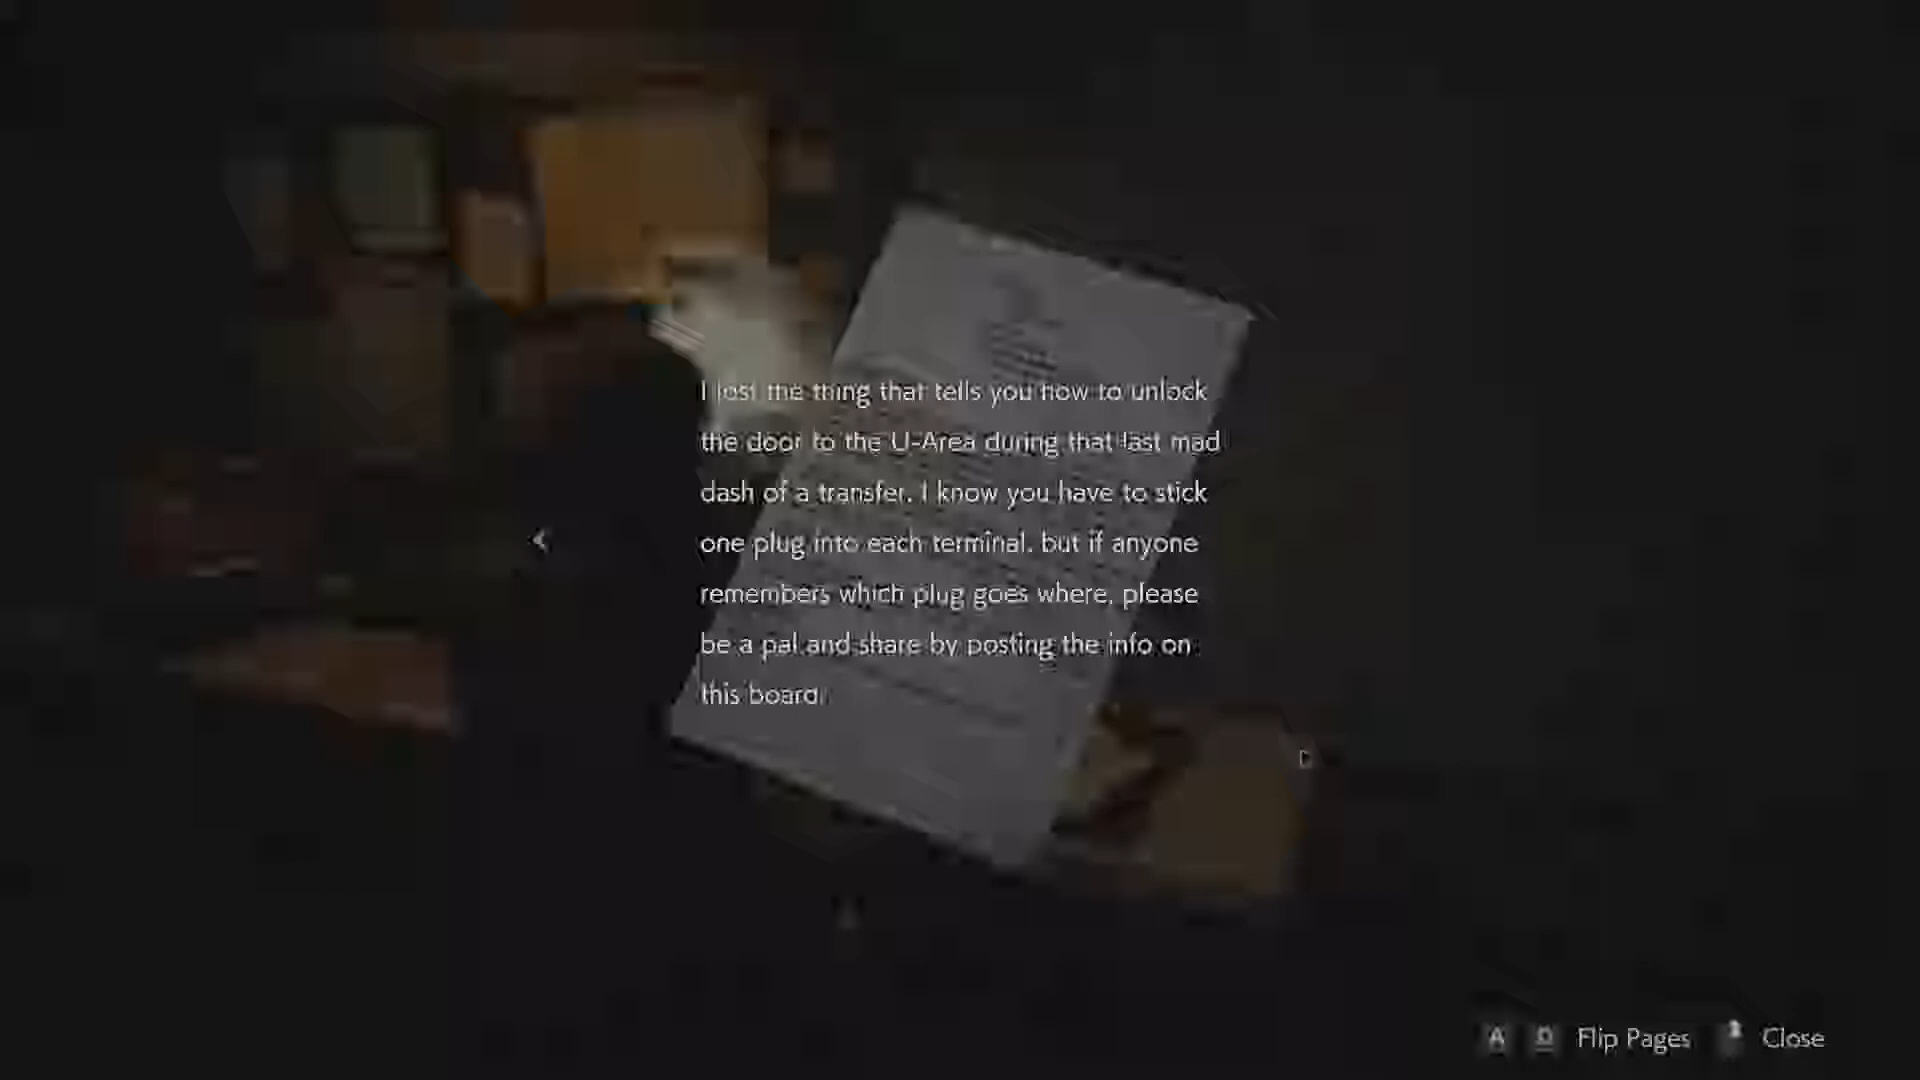 I lost the thing that tells you how to unlock
the door to the U-Area during that last mad
dash of a transfer. I know you have to stick
one plug into each terminal, but if anyone
remembers which plug goes where, please
be a pal and share by posting the info on
this board.
A D Flip Pages Close